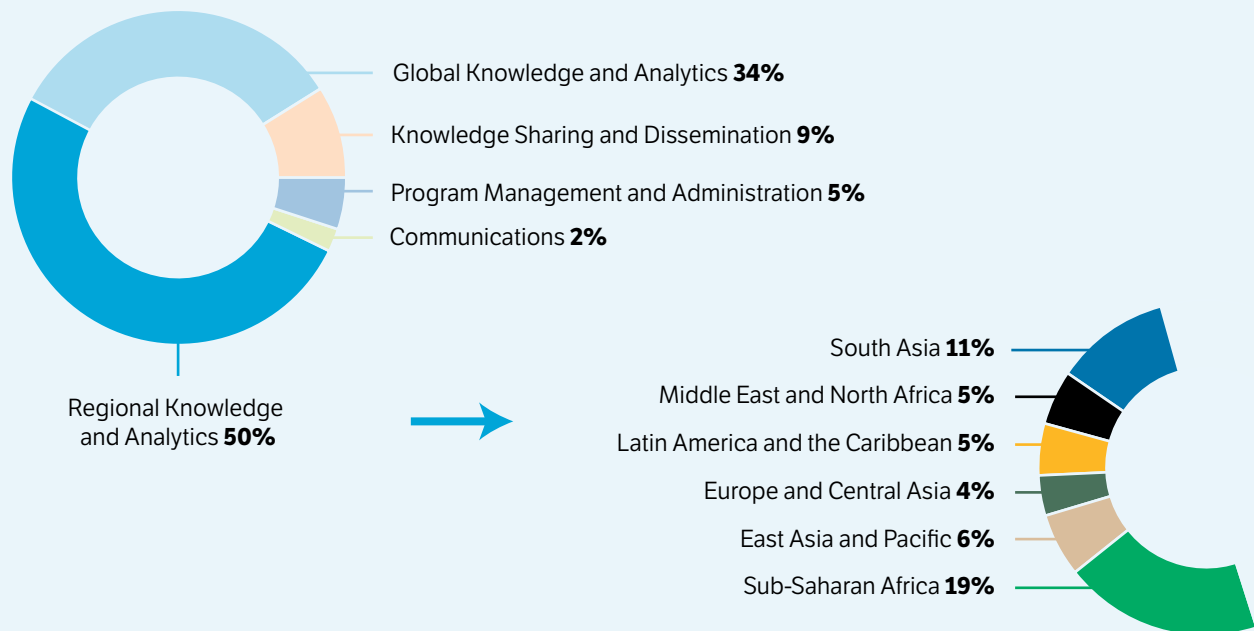 Global Knowledge and Analytics 34%
Knowledge Sharing and Dissemination 9%
Program Management and Administration 5%
Communications 2%
Regional Knowledge
and Analytics 50%
South Asia 11%
Middle East and North Africa 5%
Latin America and the Caribbean 5%
Europe and Central Asia 4%
East Asia and Pacific 6%
Sub-Saharan Africa 19%